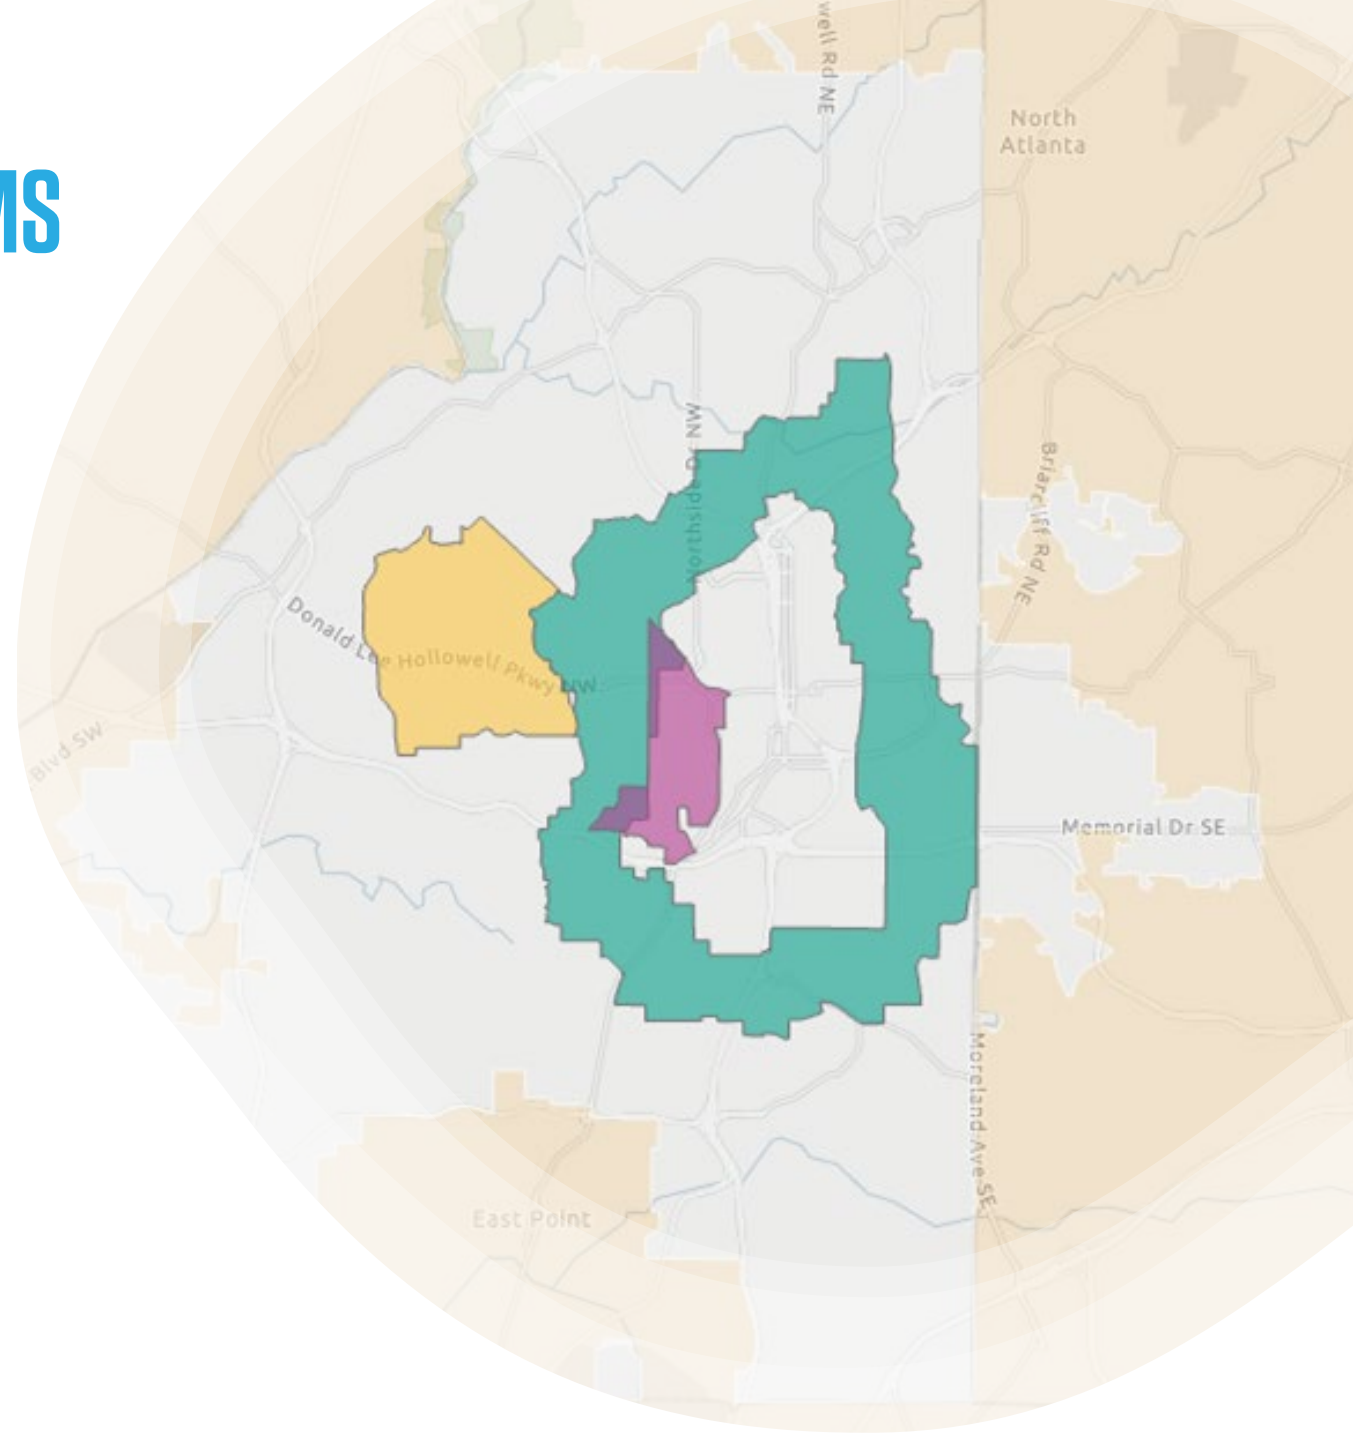 MS
well Rd NE
North
Atlanta
Northside Dr NW
Briarcliff Rd NE
Donald Lee Hollowell Pkwy NW
Blvd SW
Memorial Dr SE
Moreland Ave SE
East Point